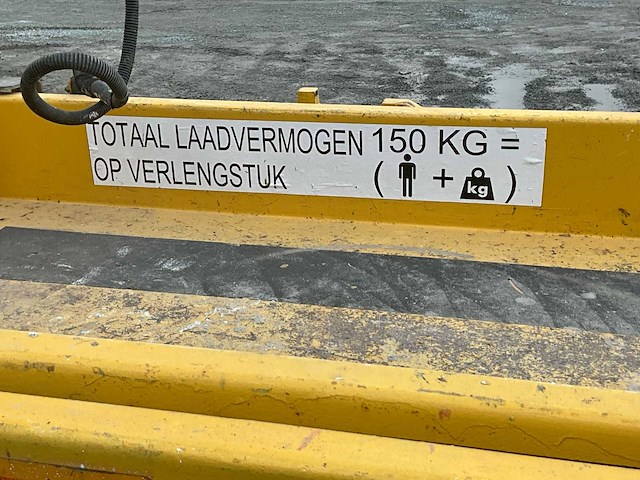 TOTAAL LAADVERMOGEN 150 KG =
OP VERLENGSTUK ( + kg )